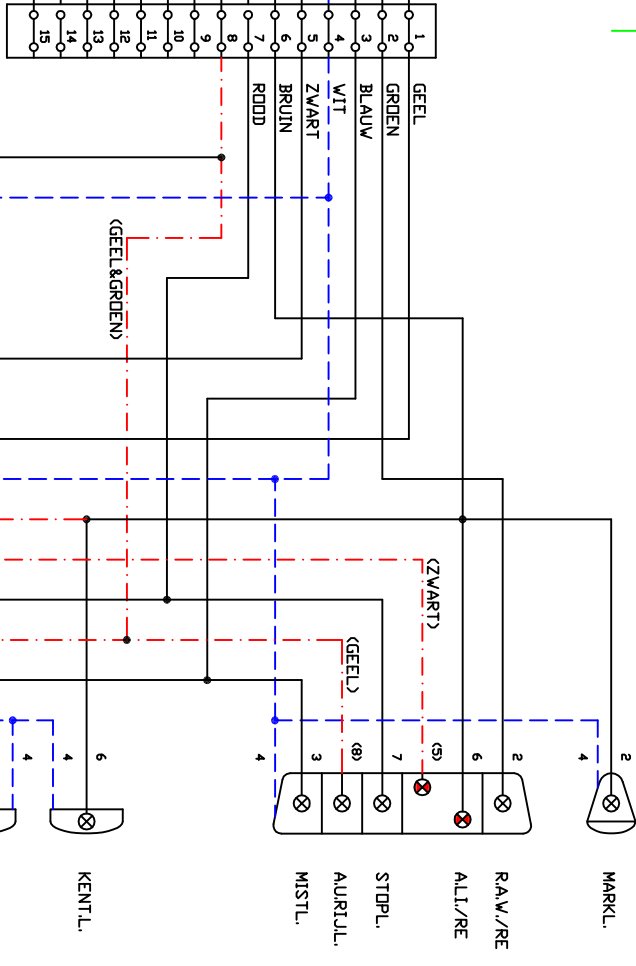 15 14 13 12 11 10 9 8 7 6 5 4 3 2 1
ROOD
BRUIN
ZWART
WIT
BLAUW
GROEN
GEEL
(GEEL&GROEN)
(ZWART)
(GEEL)
4 4 6 4 3 (8) 7 (5) 6 2 4 2
KENT.L.
MISTL.
A.U.RIJ.L.
STOPL.
A.LI./RE
R.A.W./RE
MARKL.